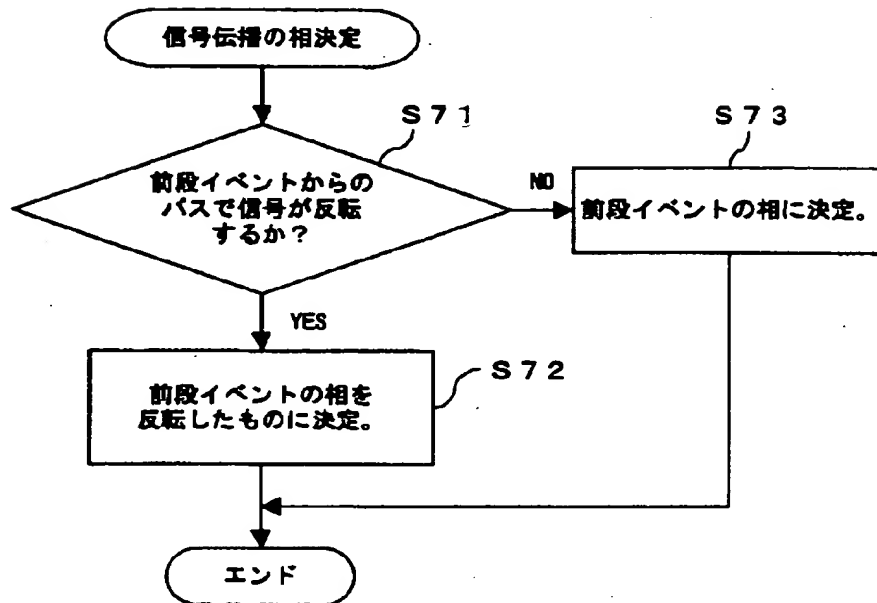 信号伝播の相決定
S71
前段イベントからの
パスで信号が反転
するか?
NO
S73
前段イベントの相に決定。
YES
S72
前段イベントの相を
反転したものに決定。
エンド